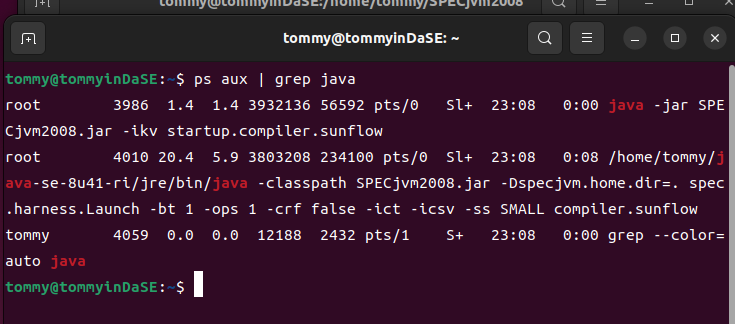 tommy@tommyinDaSE:/home/tommy/SPECjvm2008
tommy@tommyinDaSE: ~
tommy@tommyinDaSE:~$ ps aux | grep java
root        3986  1.4  1.4 3932136 56592 pts/0   Sl+  23:08   0:00 java -jar SPE
Cjvm2008.jar -ikv startup.compiler.sunflow
root        4010 20.4  5.9 3803208 234100 pts/0  Sl+  23:08   0:08 /home/tommy/j
ava-se-8u41-ri/jre/bin/java -classpath SPECjvm2008.jar -Dspecjvm.home.dir=. spec
.harness.Launch -bt 1 -ops 1 -crf false -ict -icsv -ss SMALL compiler.sunflow
tommy       4059  0.0  0.0  12188  2432 pts/1    S+   23:08   0:00 grep --color=
auto java
tommy@tommyinDaSE:~$